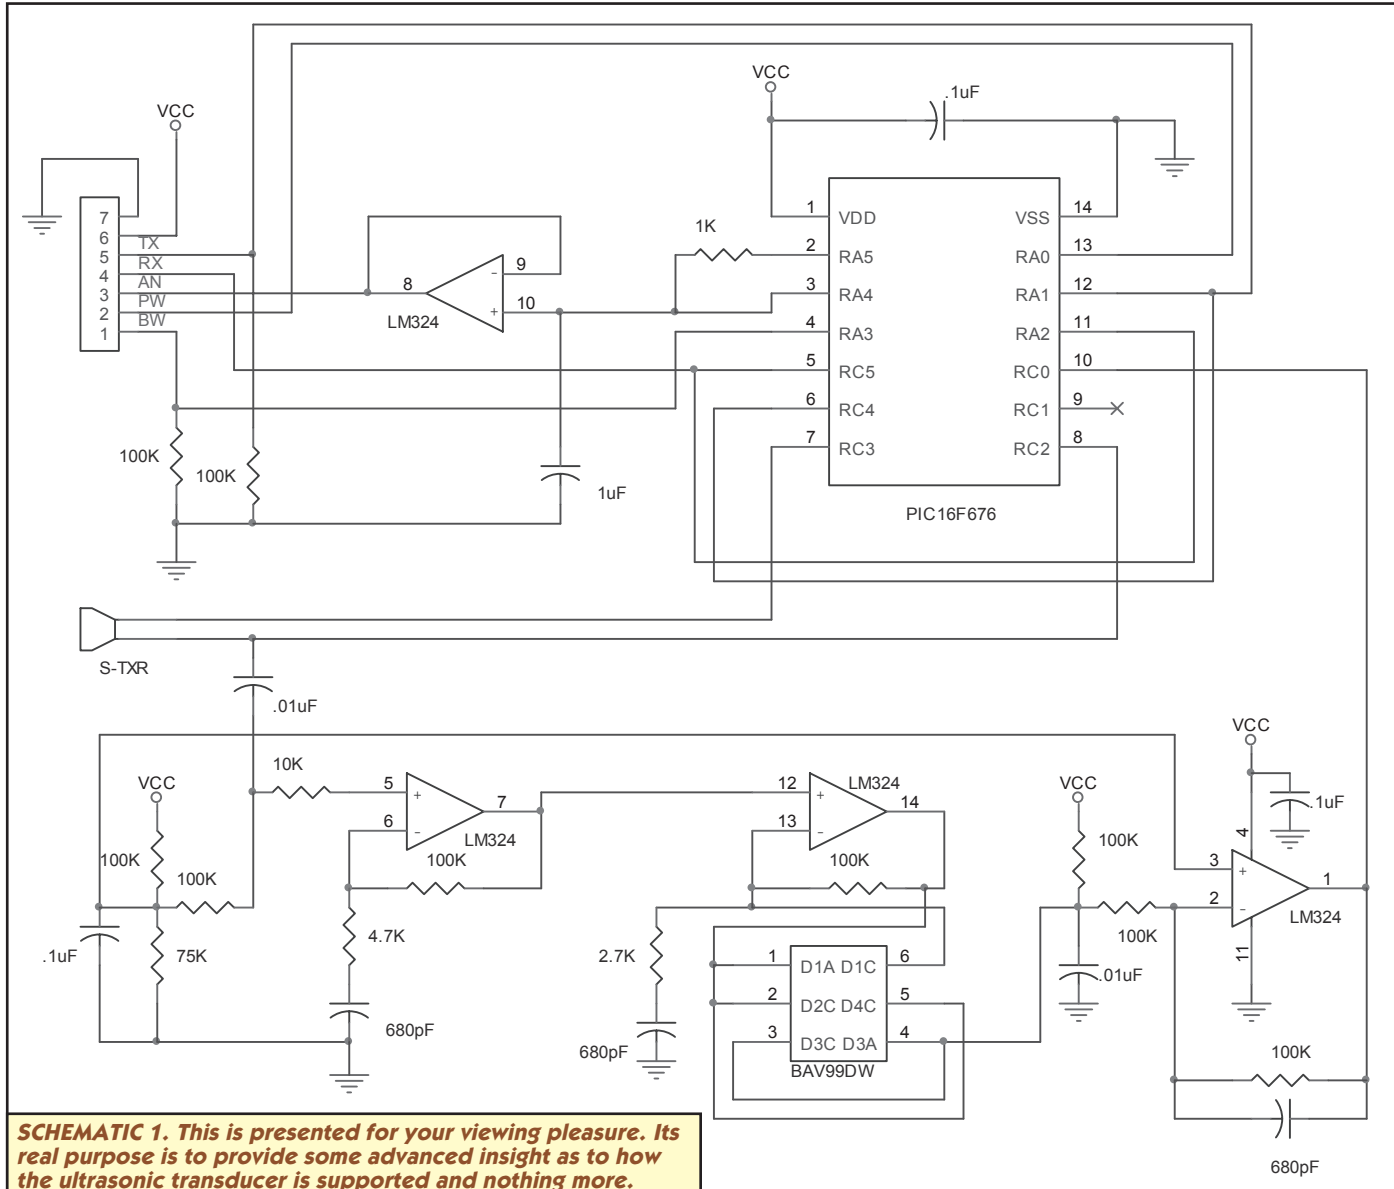 VCC
.1uF
VCC
7
6
5
4
3
2
1
TX
RX
AN
PW
BW
8
9
10
-
+
LM324
1K
1
2
3
4
5
6
7
VDD
RA5
RA4
RA3
RC5
RC4
RC3
VSS
RA0
RA1
RA2
RC0
RC1
RC2
14
13
12
11
10
9
8
PIC16F676
100K
100K
1uF
S-TXR
.01uF
VCC
10K
5
6
+
-
7
LM324
100K
100K
100K
75K
.1uF
4.7K
680pF
12
13
+
-
LM324
14
100K
2.7K
680pF
1
2
3
D1A D1C
D2C D4C
D3C D3A
6
5
4
BAV99DW
VCC
100K
100K
.01uF
VCC
.1uF
4
3
2
+
-
1
LM324
11
100K
680pF
SCHEMATIC 1. This is presented for your viewing pleasure. Its
real purpose is to provide some advanced insight as to how
the ultrasonic transducer is supported and nothing more.